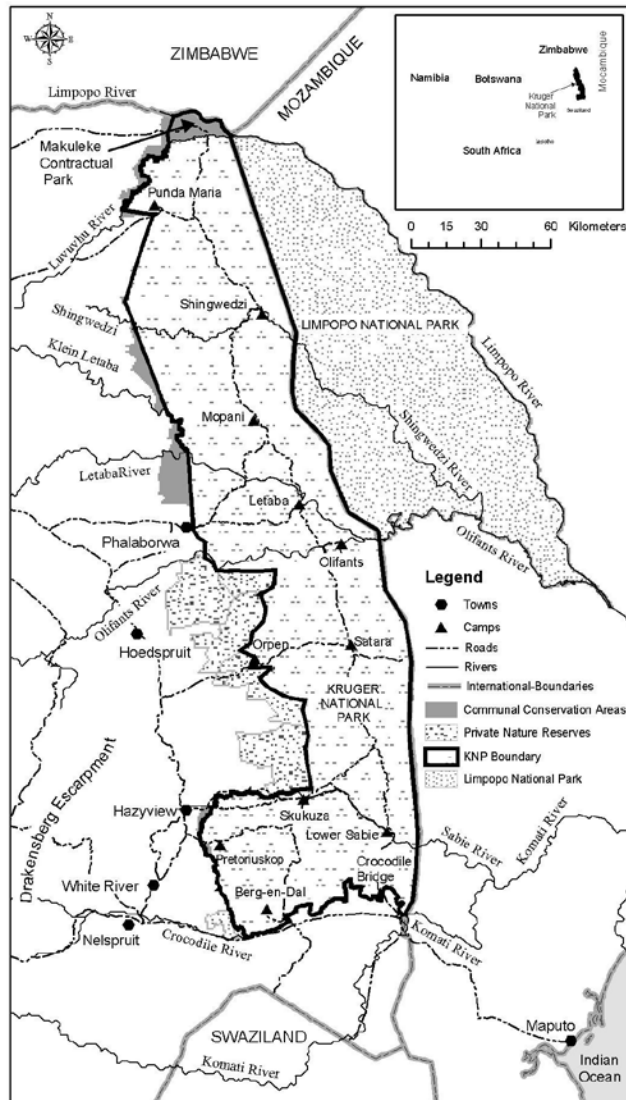 N
W
E
S
ZIMBABWE
MOZAMBIQUE
Limpopo River
Makuleke
Contractual
Park
Punda Maria
Luvuvhu River
Shingwedzi
Shingwedzi
Klein Letaba
LIMPOPO NATIONAL PARK
Limpopo River
Mopani
Shingwedzi River
LetabaRiver
Letaba
Phalaborwa
Olifants
Olifants River
Olifants River
Hoedspruit
Orpen
Satara
KRUGER
NATIONAL
PARK
Drakensberg Escarpment
Hazyview
Skukuza
Lower Sabie
Sabie River
Komati River
Pretoriuskop
Crocodile
Bridge
White River
Berg-en-Dal
Nelspruit
Crocodile River
Komati River
SWAZILAND
Komati River
Maputo
Indian
Ocean
Zimbabwe
Mocambique
Namibia
Botswana
Kruger
National
Park
Swaziland
South Africa
Lesotho
0
30
60
Kilometers
Legend
Towns
Camps
Roads
Rivers
International-Boundaries
Communal Conservation Areas
Private Nature Reserves
KNP Boundary
Limpopo National Park